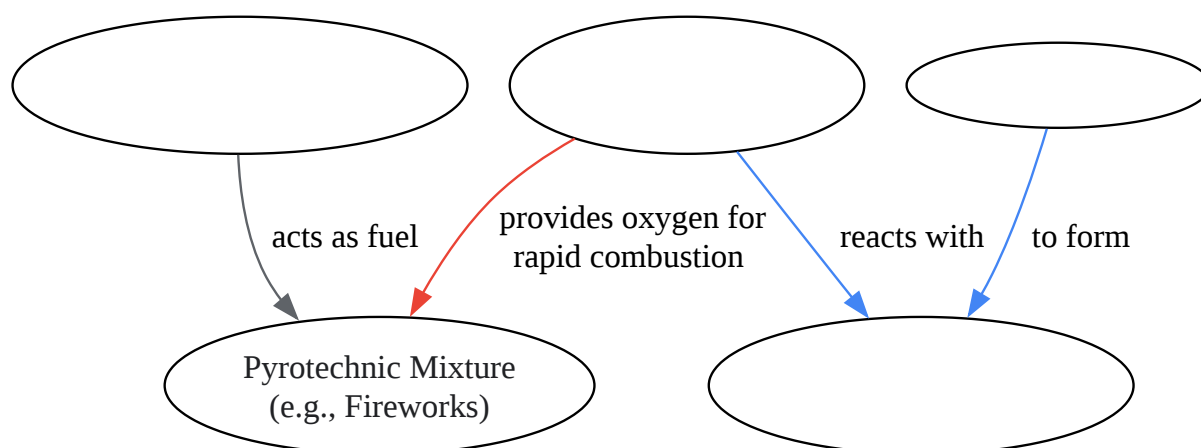 acts as fuel
provides oxygen for
rapid combustion
reacts with
to form
Pyrotechnic Mixture
(e.g., Fireworks)